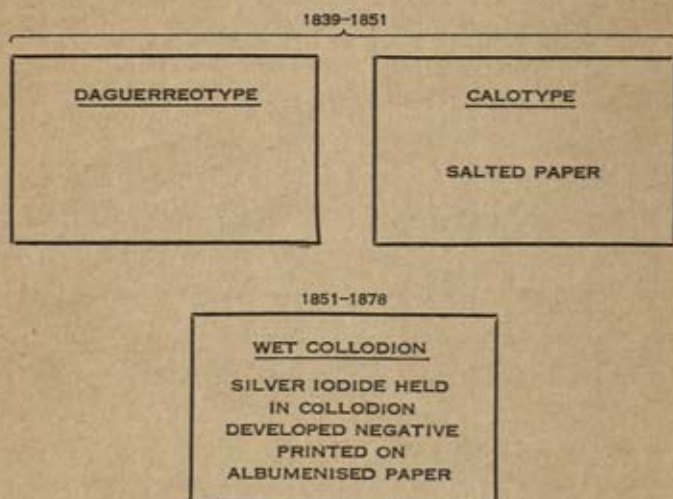 1839-1851
DAGUERREOTYPE
CALOTYPE
SALTED PAPER
1851-1878
WET COLLODION
SILVER IODIDE HELD
IN COLLODION
DEVELOPED NEGATIVE
PRINTED ON
ALBUMENISED PAPER